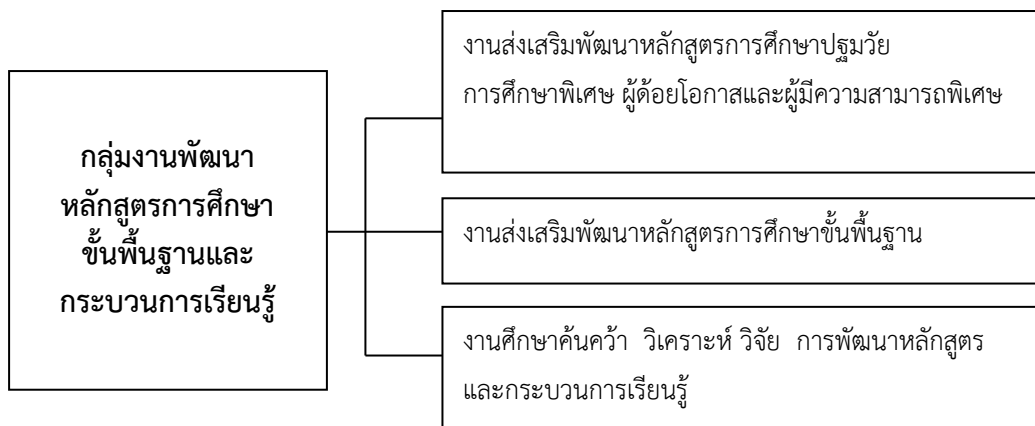 กลุ่มงานพัฒนา
หลักสูตรการศึกษา
ขั้นพื้นฐานและ
กระบวนการเรียนรู้
งานส่งเสริมพัฒนาหลักสูตรการศึกษาปฐมวัย
การศึกษาพิเศษ ผู้ด้อยโอกาสและผู้มีความสามารถพิเศษ
งานส่งเสริมพัฒนาหลักสูตรการศึกษาขั้นพื้นฐาน
งานศึกษาค้นคว้า วิเคราะห์ วิจัย การพัฒนาหลักสูตร
และกระบวนการเรียนรู้